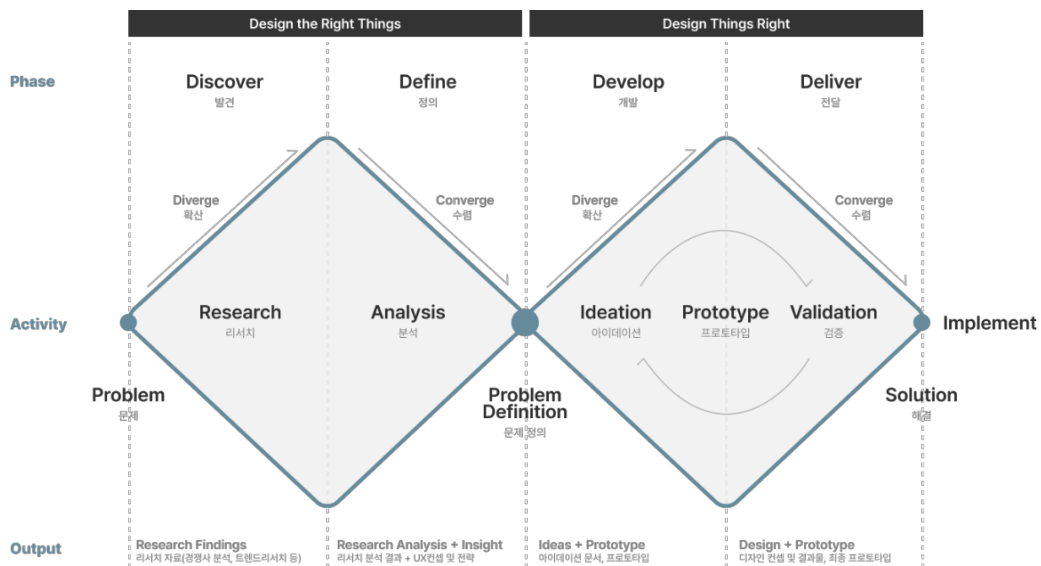 Design the Right Things
Design Things Right
Phase
Discover
발견
Define
정의
Develop
개발
Deliver
전달
Diverge
확산
Converge
수렴
Diverge
확산
Converge
수렴
Activity
Research
리서치
Analysis
분석
Ideation
아이데이션
Prototype
프로토타입
Validation
검증
Implement
Problem
문제
Problem
Definition
문제 정의
Solution
해결
Output
Research Findings
리서치 자료(경쟁사 분석, 트렌드리서치 등)
Research Analysis + Insight
리서치 분석 결과 + UX컨셉 및 전략
Ideas + Prototype
아이데이션 문서, 프로토타입
Design + Prototype
디자인 컨셉 및 결과물, 최종 프로토타입